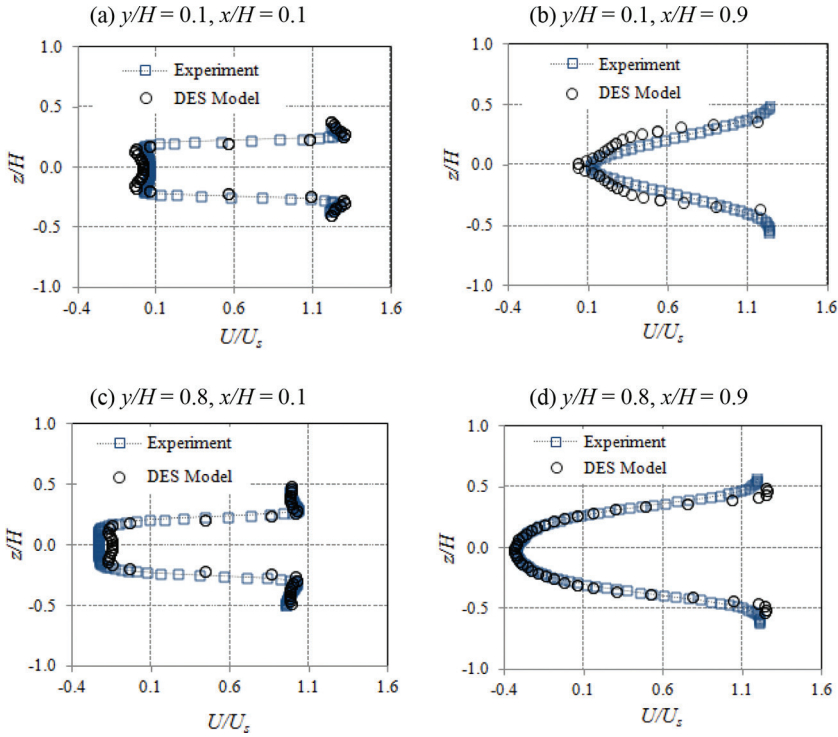 (a) y/H = 0.1, x/H = 0.1
1.0
0.5
0.0
-0.5
-1.0
z/H
Experiment
DES Model
-0.4 0.1 0.6 1.1 1.6
U/Us
(b) y/H = 0.1, x/H = 0.9
1.0
0.5
0.0
-0.5
-1.0
z/H
Experiment
DES Model
-0.4 0.1 0.6 1.1 1.6
U/Us
(c) y/H = 0.8, x/H = 0.1
1.0
0.5
0.0
-0.5
-1.0
z/H
Experiment
DES Model
-0.4 0.1 0.6 1.1 1.6
U/Us
(d) y/H = 0.8, x/H = 0.9
1.0
0.5
0.0
-0.5
-1.0
z/H
Experiment
DES Model
-0.4 0.1 0.6 1.1 1.6
U/Us